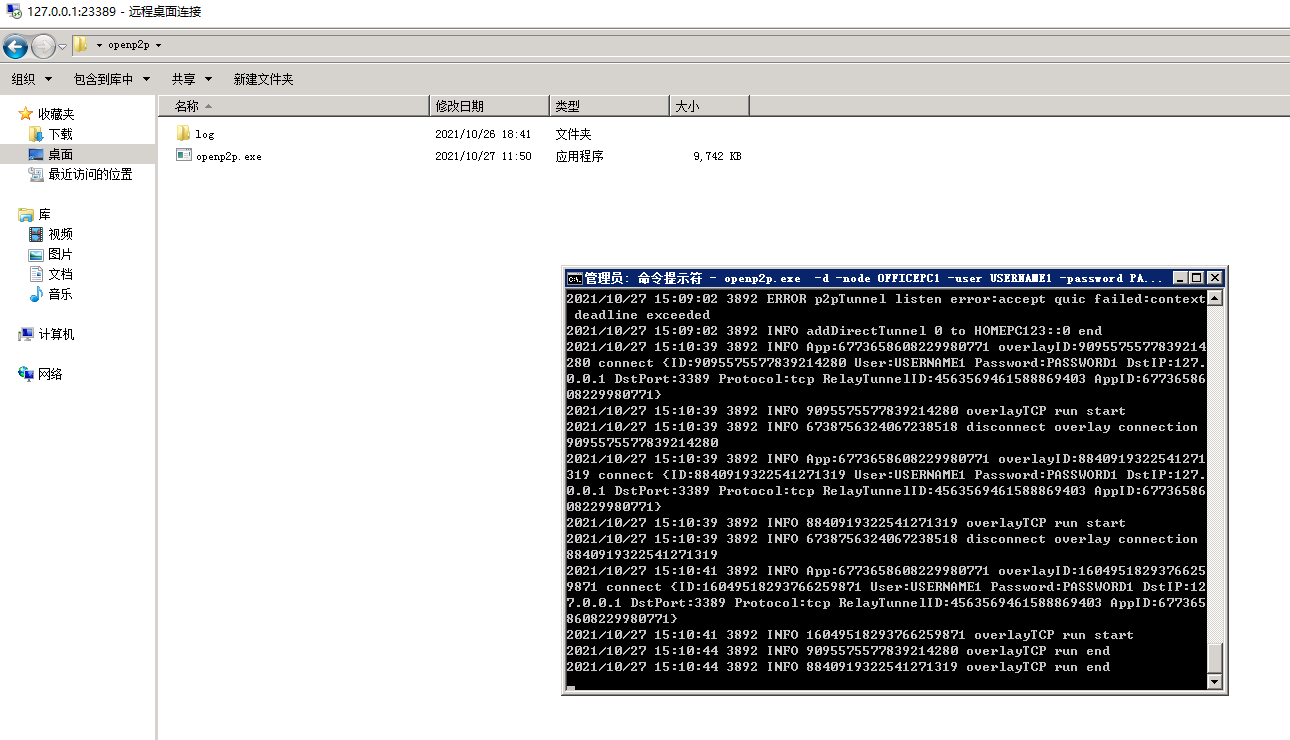 127.0.0.1:23389 - 远程桌面连接
openp2p
组织 包含到库中 共享 新建文件夹
收藏夹
下载
桌面
最近访问的位置
库
视频
图片
文档
音乐
计算机
网络
名称 修改日期 类型 大小
log 2021/10/26 18:41 文件夹
openp2p.exe 2021/10/27 11:50 应用程序 9,742 KB
管理员: 命令提示符 - openp2p.exe -d -node OFFICEPC1 -user USERNAME1 -password PA...
2021/10/27 15:09:02 3892 ERROR p2pTunnel listen error:accept quic failed:context
deadline exceeded
2021/10/27 15:09:02 3892 INFO addDirectTunnel 0 to HOMEPC123::0 end
2021/10/27 15:10:39 3892 INFO App:6773658608229980771 overlayID:9095575577839214
280 connect {ID:9095575577839214280 User:USERNAME1 Password:PASSWORD1 DstIP:127.
0.0.1 DstPort:3389 Protocol:tcp RelayTunnelID:4563569461588869403 AppID:67736586
08229980771}
2021/10/27 15:10:39 3892 INFO 9095575577839214280 overlayTCP run start
2021/10/27 15:10:39 3892 INFO 6738756324067238518 disconnect overlay connection
9095575577839214280
2021/10/27 15:10:39 3892 INFO App:6773658608229980771 overlayID:8840919322541271
319 connect {ID:8840919322541271319 User:USERNAME1 Password:PASSWORD1 DstIP:127.
0.0.1 DstPort:3389 Protocol:tcp RelayTunnelID:4563569461588869403 AppID:67736586
08229980771}
2021/10/27 15:10:39 3892 INFO 8840919322541271319 overlayTCP run start
2021/10/27 15:10:39 3892 INFO 6738756324067238518 disconnect overlay connection
8840919322541271319
2021/10/27 15:10:41 3892 INFO App:6773658608229980771 overlayID:1604951829376625
9871 connect {ID:16049518293766259871 User:USERNAME1 Password:PASSWORD1 DstIP:12
7.0.0.1 DstPort:3389 Protocol:tcp RelayTunnelID:4563569461588869403 AppID:677365
8608229980771}
2021/10/27 15:10:41 3892 INFO 16049518293766259871 overlayTCP run start
2021/10/27 15:10:44 3892 INFO 9095575577839214280 overlayTCP run end
2021/10/27 15:10:44 3892 INFO 8840919322541271319 overlayTCP run end